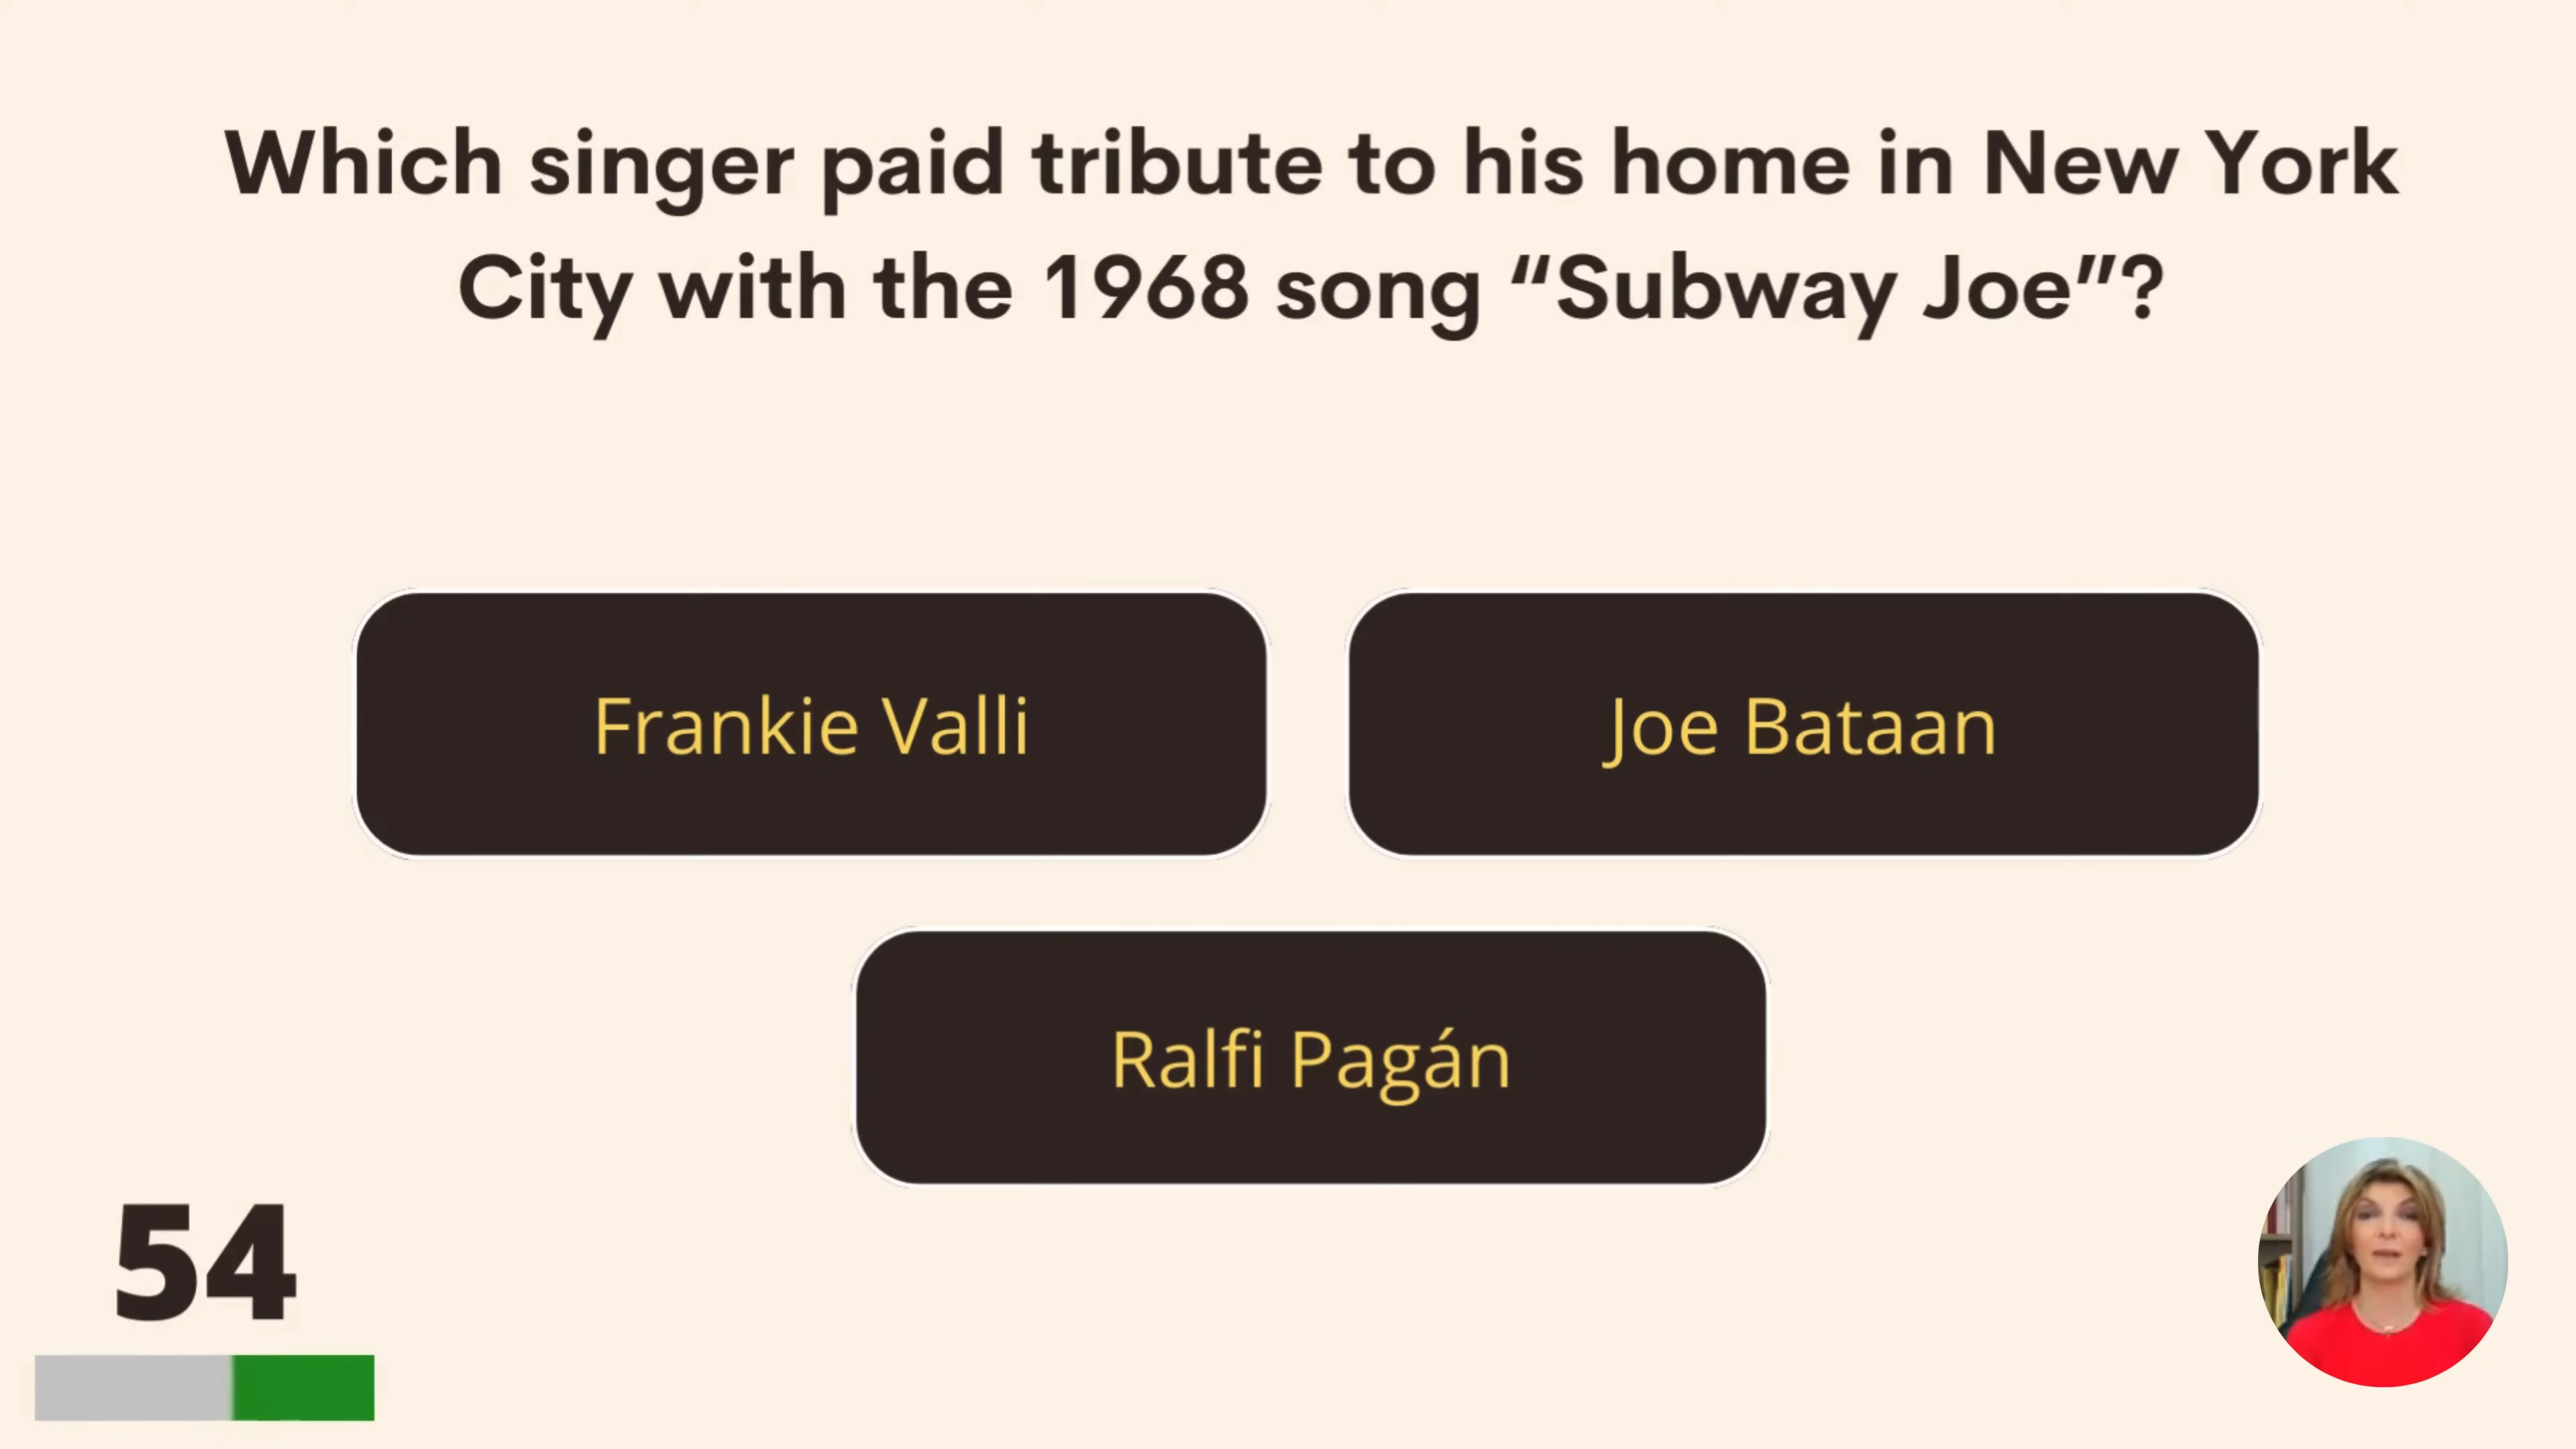 Which singer paid tribute to his home in New York
City with the 1968 song “Subway Joe”?
Frankie Valli
Joe Bataan
Ralfi Pagán
54